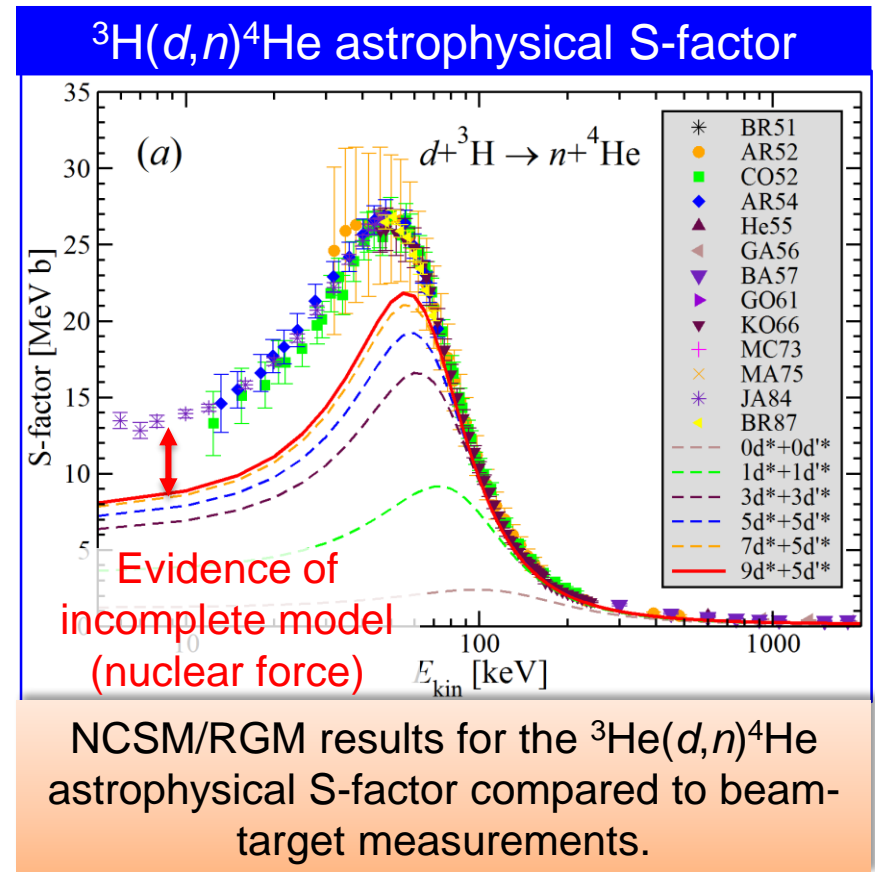 ³H(d,n)⁴He astrophysical S-factor
35
30
25
20
15
10
5
0
S-factor [MeV b]
(a)
d+³H → n+⁴He
BR51
AR52
CO52
AR54
He55
GA56
BA57
GO61
KO66
MC73
MA75
JA84
BR87
0d*+0d'*
1d*+1d'*
3d*+3d'*
5d*+5d'*
7d*+5d'*
9d*+5d'*
Evidence of
incomplete model
(nuclear force)
10
100
1000
E_kin [keV]
NCSM/RGM results for the ³He(d,n)⁴He
astrophysical S-factor compared to beam-
target measurements.